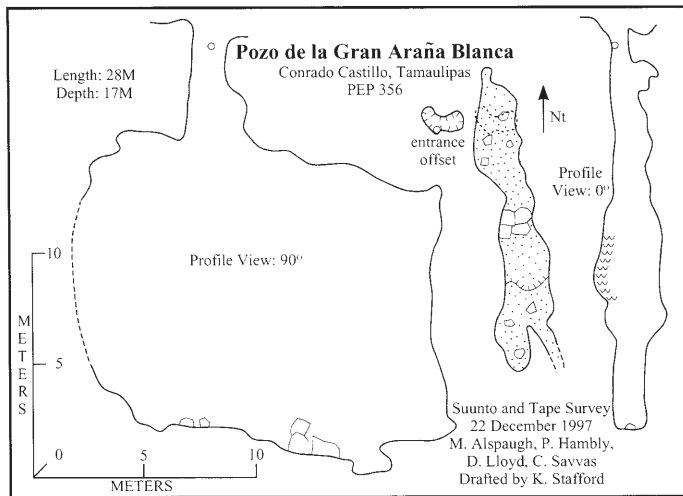 Pozo de la Gran Araña Blanca
Conrado Castillo, Tamaulipas
PEP 356
Length: 28M
Depth: 17M
entrance
offset
Nt
Profile
View: 0º
Profile View: 90º
10
5
METERS
0
5
10
METERS
Suunto and Tape Survey
22 December 1997
M. Alspaugh, P. Hambly,
D. Lloyd, C. Savvas
Drafted by K. Stafford